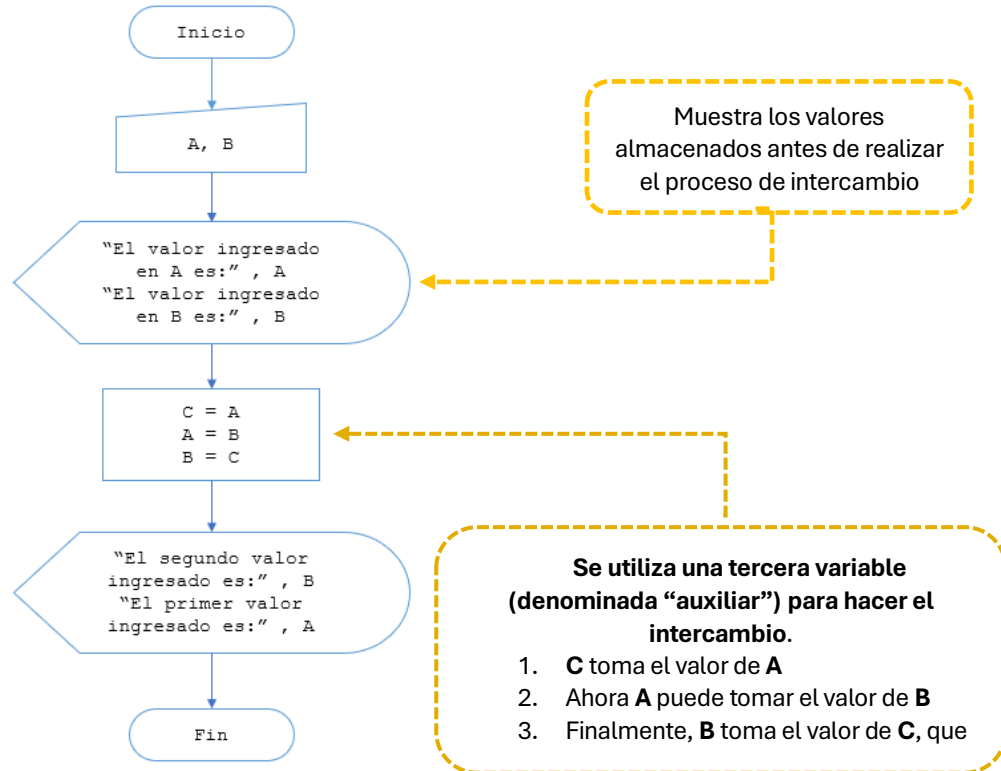 Inicio
A, B
Muestra los valores
almacenados antes de realizar
el proceso de intercambio
“El valor ingresado
en A es:” , A
“El valor ingresado
en B es:” , B
C = A
A = B
B = C
“El segundo valor
ingresado es:” , B
“El primer valor
ingresado es:” , A
Se utiliza una tercera variable
(denominada “auxiliar”) para hacer el
intercambio.
1. C toma el valor de A
2. Ahora A puede tomar el valor de B
3. Finalmente, B toma el valor de C, que
Fin